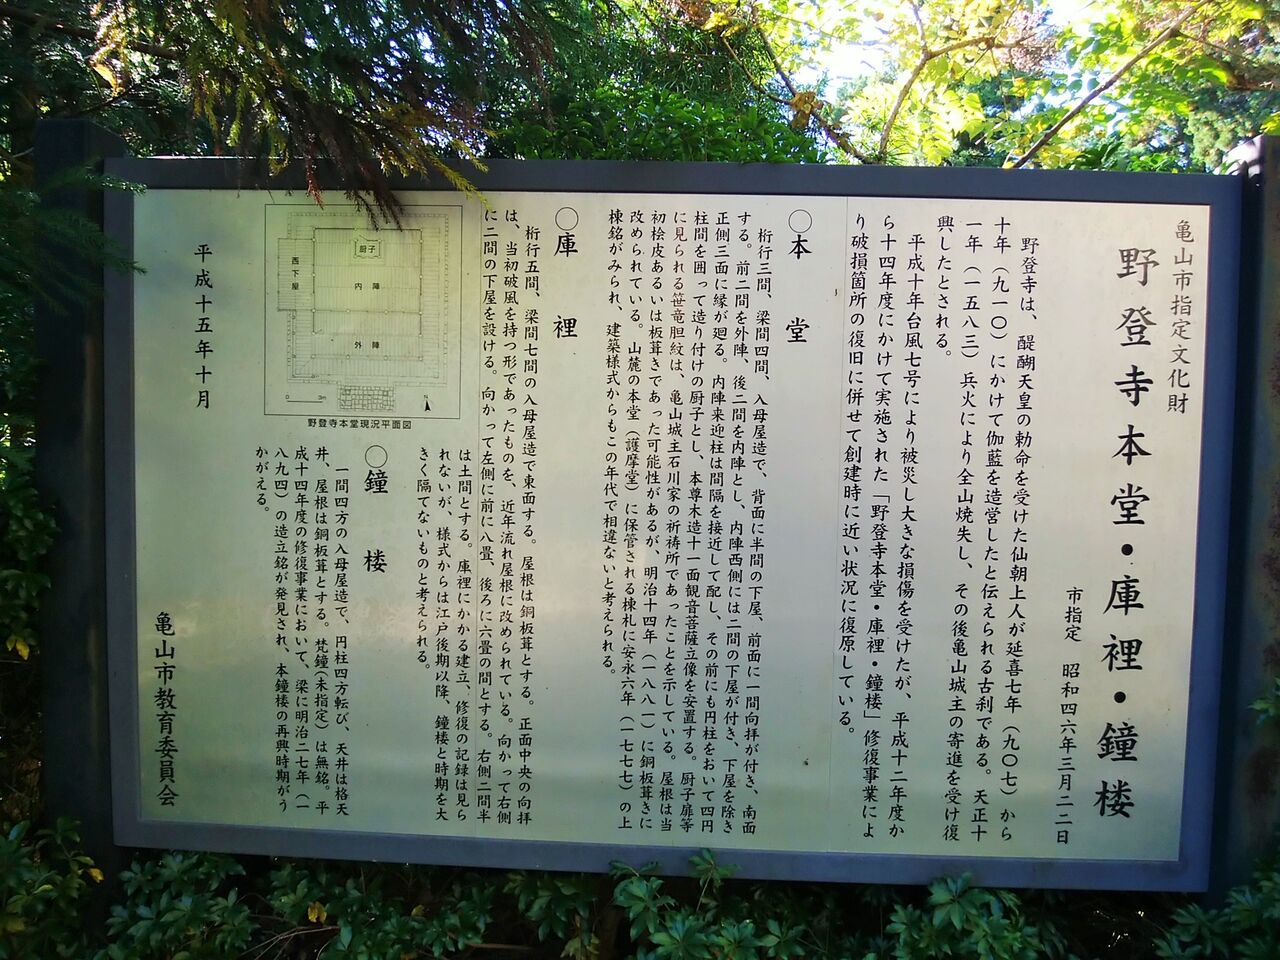 亀山市指定文化財
野登寺本堂・庫裡・鐘楼
市指定　昭和四六年三月二二日
野登寺は、醍醐天皇の勅命を受けた仙朝上人が延喜七年（九〇七）から
十年（九一〇）にかけて伽藍を造営したと伝えられる古刹である。天正十
一年（一五八三）兵火により全山焼失し、その後亀山城主の寄進を受け復
興したとされる。
平成十年台風七号により被災し大きな損傷を受けたが、平成十二年度か
ら十四年度にかけて実施された「野登寺本堂・庫裡・鐘楼」修復事業によ
り破損箇所の復旧に併せて創建時に近い状況に復原している。
〇本　堂
桁行三間、梁間四間、入母屋造で、背面に半間の下屋、前面に一間向拝が付き、南面
する。前二間を外陣、後二間を内陣とし、内陣西側には二間の下屋が付き、下屋を除き
正側三面に縁が廻る。内陣来迎柱は間隔を接近して配し、その前にも円柱をおいて四円
柱間を囲って造り付けの厨子とし、本尊木造十一面観音菩薩立像を安置する。厨子扉等
に見られる笹竜胆紋は、亀山城主石川家の祈祷所であったことを示している。屋根は当
初桧皮あるいは板葺きであった可能性があるが、明治十四年（一八八一）に銅板葺きに
改められている。山麓の本堂（護摩堂）に保管される棟札に安永六年（一七七七）の上
棟銘がみられ、建築様式からもこの年代で相違ないと考えられる。
〇庫　裡
桁行五間、梁間七間の入母屋造で東面する。屋根は銅板葺とする。正面中央の向拝
は、当初破風を持つ形であったものを、近年流れ屋根に改められている。向かって右側
に二間の下屋を設ける。向かって左側に前に八畳、後ろに六畳の間とする。右側二間半
は土間とする。庫裡にかかる建立、修復の記録は見ら
れないが、様式からは江戸後期以降、鐘楼と時期を大
きく隔てないものと考えられる。
〇鐘　楼
一間四方の入母屋造で、円柱四方転び、天井は格天
井、屋根は銅板葺とする。梵鐘（未指定）は無銘。平
成十四年度の修復事業において、梁に明治二七年（一
八九四）の造立銘が発見され、本鐘楼の再興時期がう
かがえる。
厨子
内陣
外陣
西下屋
0　3m
N
野登寺本堂現況平面図
平成十五年十月
亀山市教育委員会